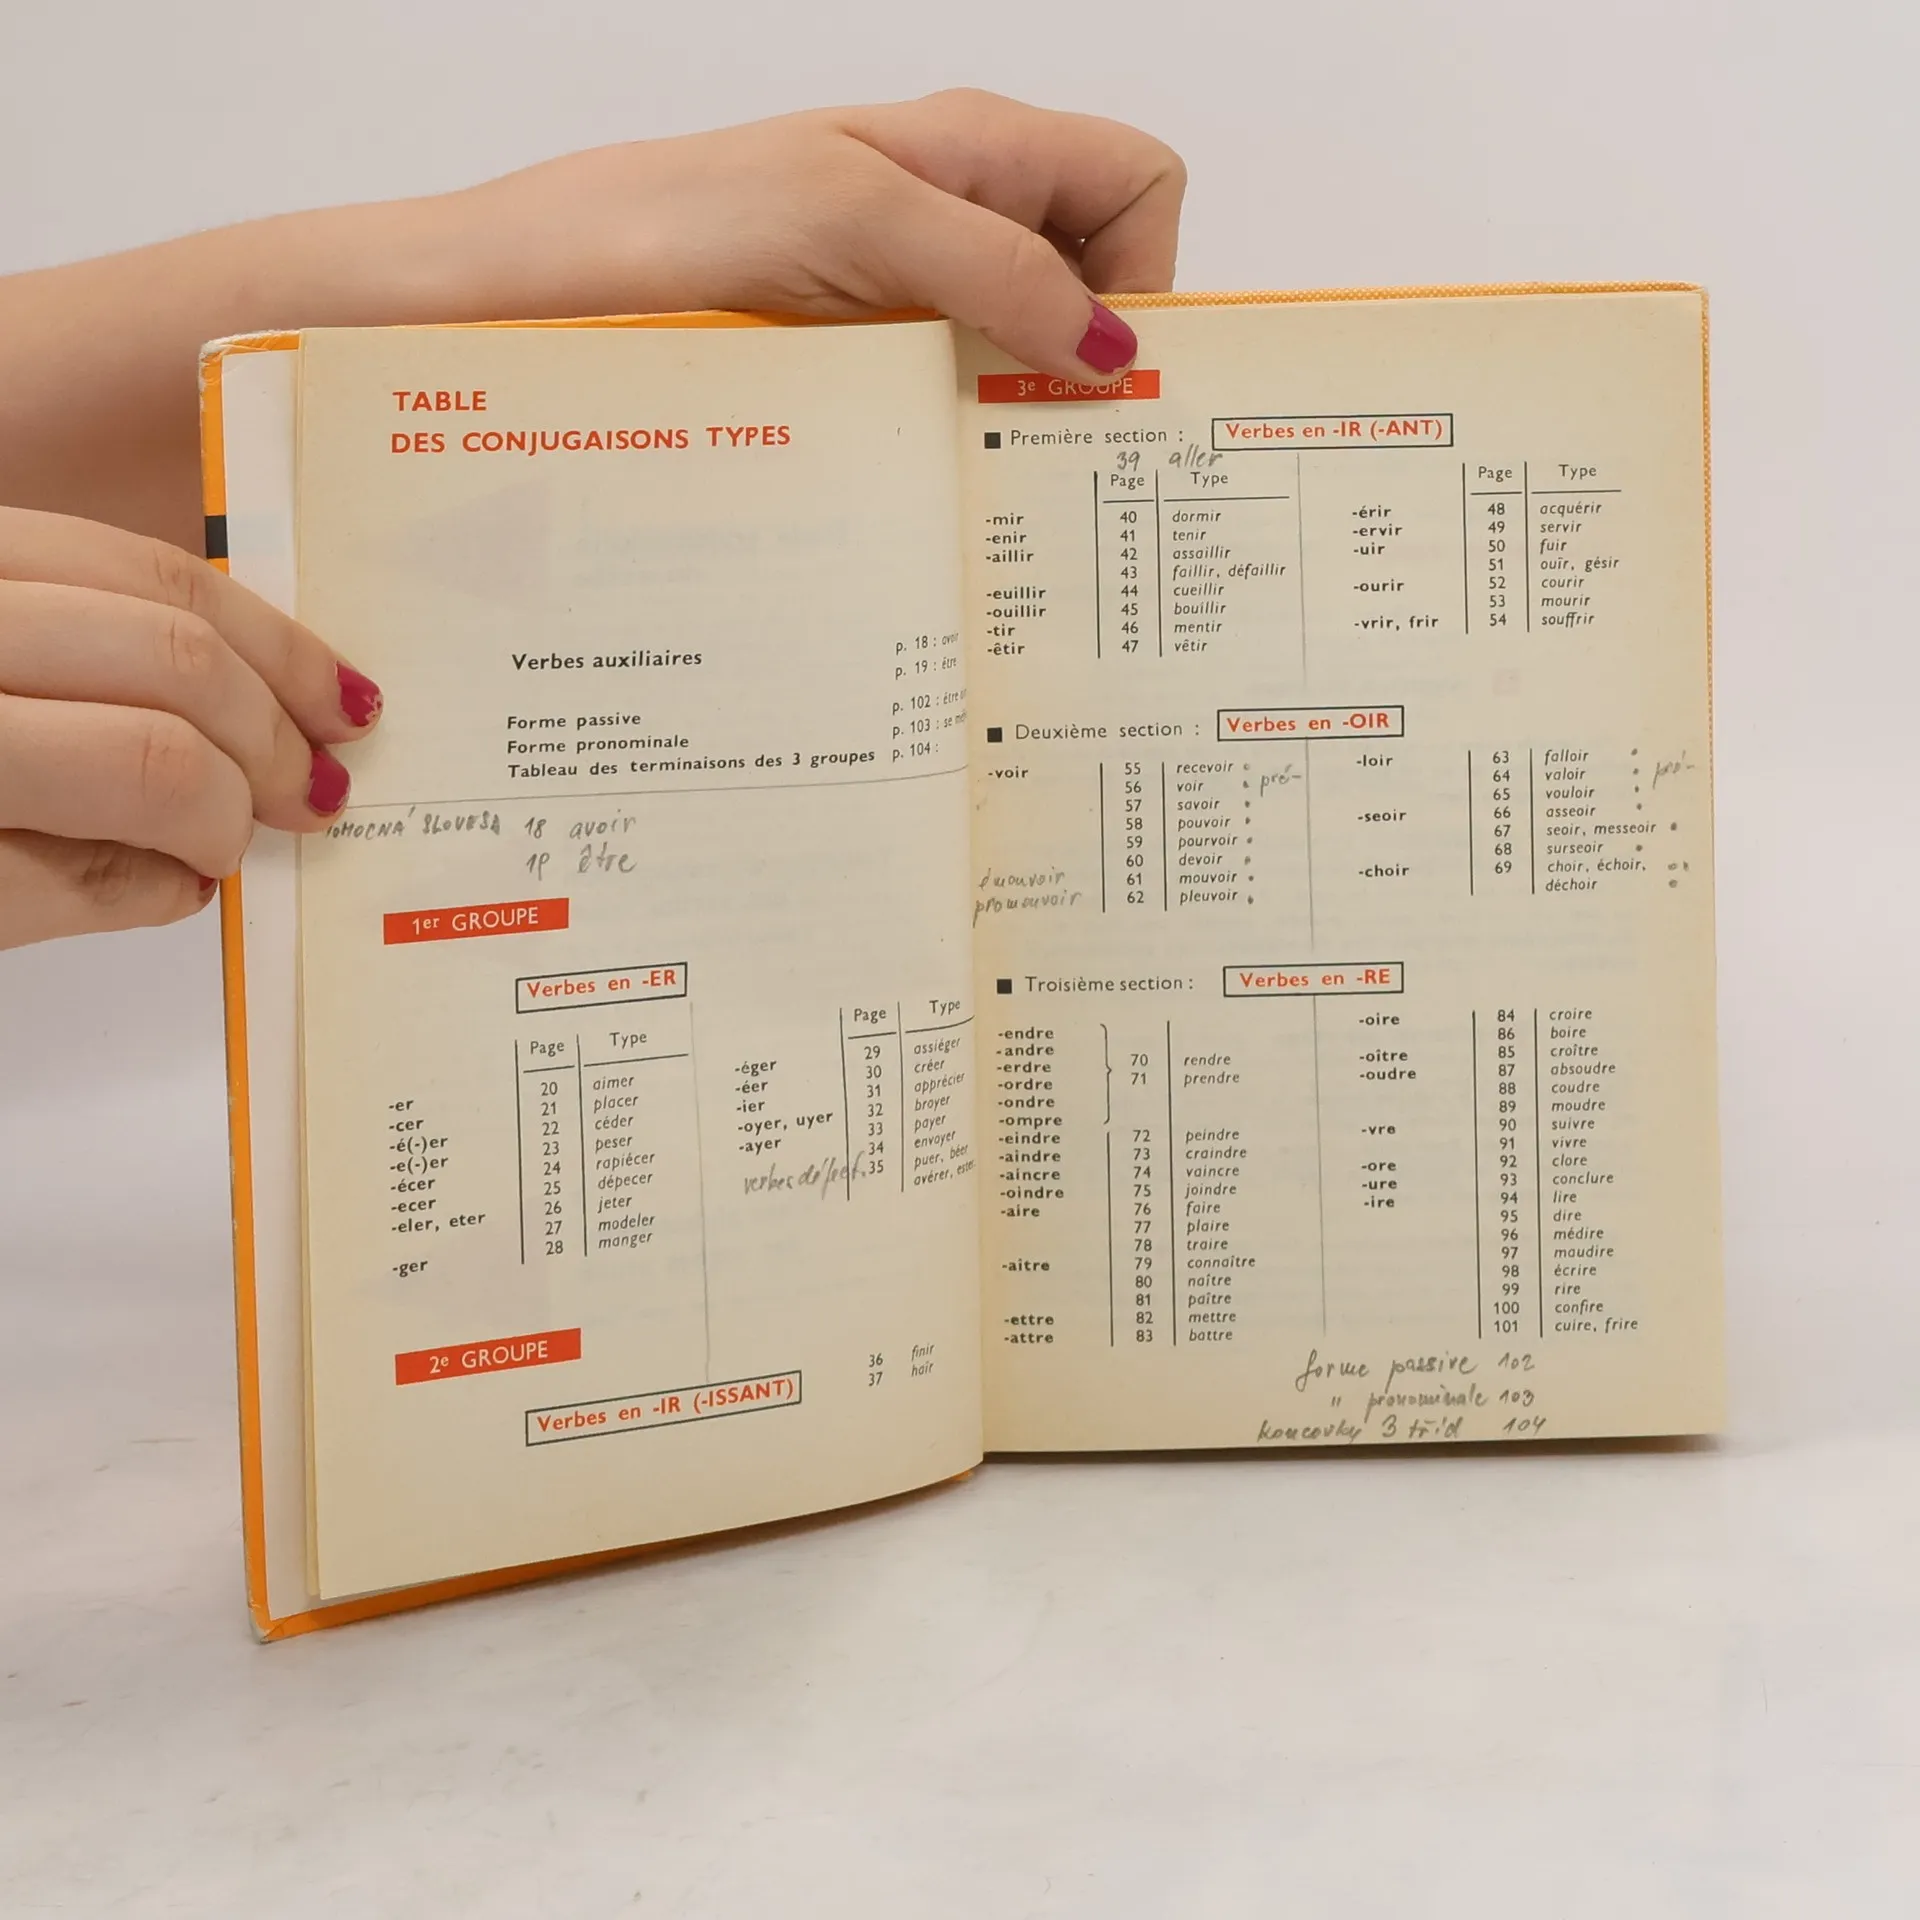 TABLE
DES CONJUGAISONS TYPES
Verbes auxiliaires
p. 18 : avoir
p. 19 : être
Forme passive p. 102 : être
Forme pronominale p. 103 : se
Tableau des terminaisons des 3 groupes p. 104 :
SLOVESA 18 avoir
19 être
1er GROUPE
Verbes en -ER
Page Type
20 aimer
-er 21 placer
-cer 22 céder
-é(-)er 23 peser
-e(-)er 24 rapiécer
-écer 25 dépecer
-ecer 26 jeter
-eler, eter 27 modeler
-ger 28 manger
Page Type
-éger 29 assiéger
-éer 30 créer
-ier 31 apprécier
-oyer, uyer 32 broyer
-ayer 33 payer
34 envoyer
verbes défect. 35 puer, béer
avérer, ester
2e GROUPE
Verbes en -IR (-ISSANT)
36 finir
37 haïr
3e GROUPE
Première section : Verbes en -IR (-ANT)
39 aller
Page Type
-mir 40 dormir
-enir 41 tenir
-aillir 42 assaillir
43 faillir, défaillir
-euillir 44 cueillir
-ouillir 45 bouillir
-tir 46 mentir
-êtir 47 vêtir
Page Type
-érir 48 acquérir
-ervir 49 servir
-uir 50 fuir
51 ouïr, gésir
-ourir 52 courir
53 mourir
-vrir, frir 54 souffrir
Deuxième section : Verbes en -OIR
-voir 55 recevoir
56 voir pré-
57 savoir
58 pouvoir
59 pourvoir
60 devoir
émouvoir 61 mouvoir
promouvoir 62 pleuvoir
-loir 63 falloir
64 valoir pré-
65 vouloir
-seoir 66 asseoir
67 seoir, messeoir
68 surseoir
-choir 69 choir, échoir,
déchoir
Troisième section : Verbes en -RE
-endre
-andre
-erdre 70 rendre
-ordre 71 prendre
-ondre
-ompre
-eindre 72 peindre
-aindre 73 craindre
-aincre 74 vaincre
-oindre 75 joindre
-aire 76 faire
77 plaire
78 traire
-aitre 79 connaître
80 naître
81 paître
-ettre 82 mettre
-attre 83 battre
-oire 84 croire
86 boire
-oître 85 croître
-oudre 87 absoudre
88 coudre
89 moudre
-vre 90 suivre
91 vivre
-ore 92 clore
-ure 93 conclure
-ire 94 lire
95 dire
96 médire
97 maudire
98 écrire
99 rire
100 confire
101 cuire, frire
forme passive 102
" pronominale 103
koncovky 3 tříd 104